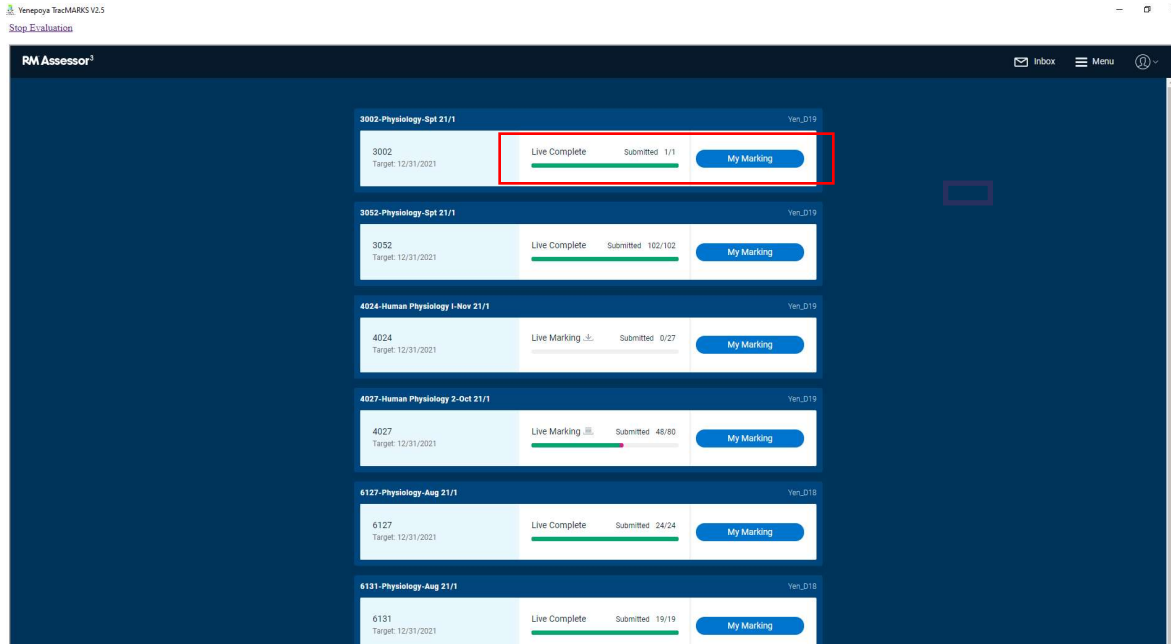 Yenepoya TracMARKS V2.5
Stop Evaluation
RM Assessor3 Inbox Menu
3002-Physiology-Spt 21/1 Yen_D19
3002 Live Complete Submitted 1/1 My Marking
Target: 12/31/2021
3052-Physiology-Spt 21/1 Yen_D19
3052 Live Complete Submitted 102/102 My Marking
Target: 12/31/2021
4024-Human Physiology I-Nov 21/1 Yen_D19
4024 Live Marking Submitted 0/27 My Marking
Target: 12/31/2021
4027-Human Physiology 2-Oct 21/1 Yen_D19
4027 Live Marking Submitted 48/80 My Marking
Target: 12/31/2021
6127-Physiology-Aug 21/1 Yen_D18
6127 Live Complete Submitted 24/24 My Marking
Target: 12/31/2021
6131-Physiology-Aug 21/1 Yen_D18
6131 Live Complete Submitted 19/19 My Marking
Target: 12/31/2021